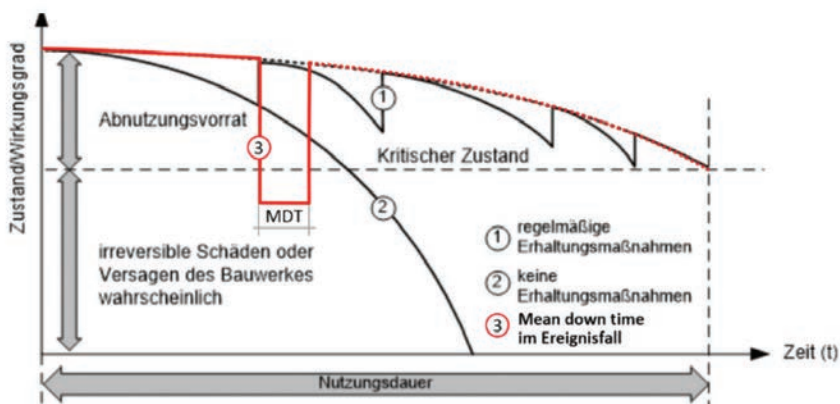 Zustand/Wirkungsgrad
Abnutzungsvorrat
1
Kritischer Zustand
3
2
MDT
irreversible Schäden oder
Versagen des Bauwerkes
wahrscheinlich
1 regelmäßige
Erhaltungsmaßnahmen
2 keine
Erhaltungsmaßnahmen
3 Mean down time
im Ereignisfall
Zeit (t)
Nutzungsdauer